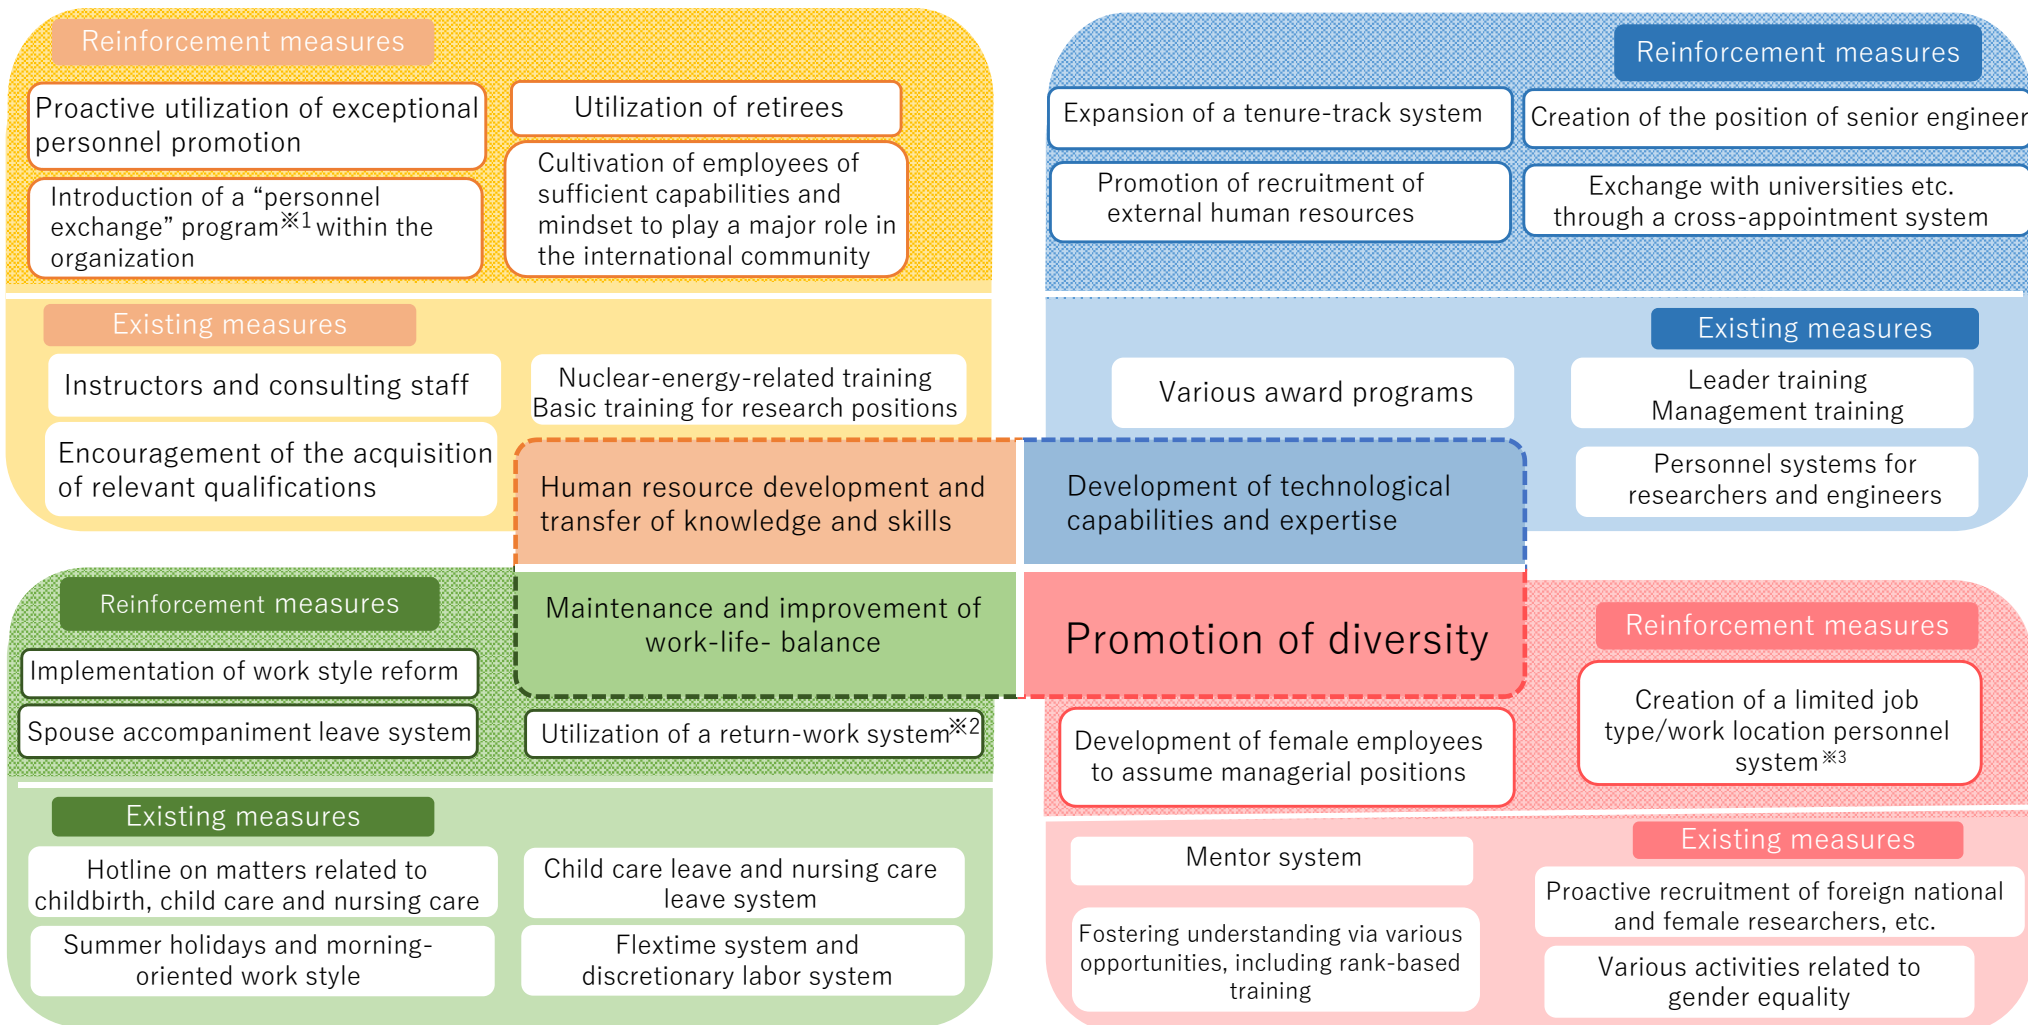 Reinforcement measures
Proactive utilization of exceptional
personnel promotion
Utilization of retirees
Introduction of a “personnel
exchange” program※1 within the
organization
Cultivation of employees of
sufficient capabilities and
mindset to play a major role in
the international community
Existing measures
Instructors and consulting staff
Nuclear-energy-related training
Basic training for research positions
Encouragement of the acquisition
of relevant qualifications
Human resource development and
transfer of knowledge and skills
Reinforcement measures
Expansion of a tenure-track system
Creation of the position of senior engineer
Promotion of recruitment of
external human resources
Exchange with universities etc.
through a cross-appointment system
Existing measures
Various award programs
Leader training
Management training
Personnel systems for
researchers and engineers
Development of technological
capabilities and expertise
Reinforcement measures
Maintenance and improvement of
work-life- balance
Implementation of work style reform
Spouse accompaniment leave system
Utilization of a return-work system※2
Existing measures
Hotline on matters related to
childbirth, child care and nursing care
Child care leave and nursing care
leave system
Summer holidays and morning-
oriented work style
Flextime system and
discretionary labor system
Promotion of diversity
Reinforcement measures
Development of female employees
to assume managerial positions
Creation of a limited job
type/work location personnel
system※3
Existing measures
Mentor system
Proactive recruitment of foreign national
and female researchers, etc.
Fostering understanding via various
opportunities, including rank-based
training
Various activities related to
gender equality